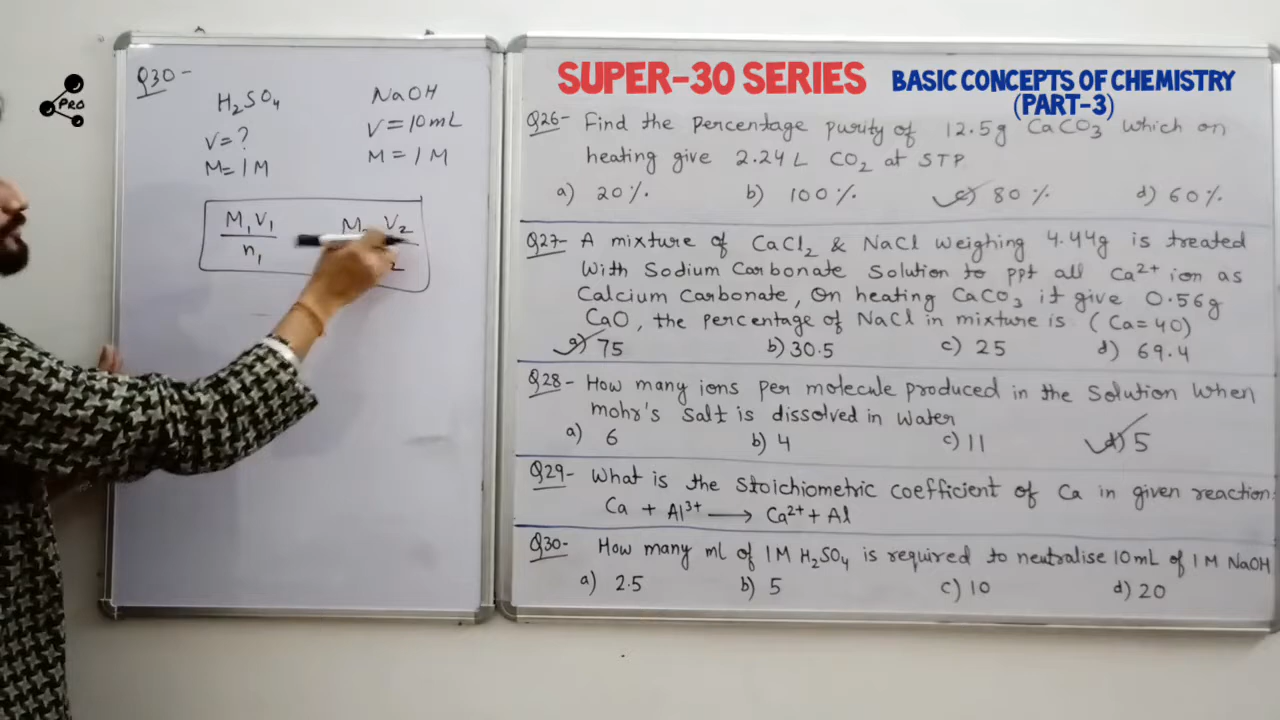 PRO
Q30-
H₂SO₄ NaOH
V=? V=10mL
M=1M M=1M
M₁V₁ M V₂
n₁ 2
SUPER-30 SERIES BASIC CONCEPTS OF CHEMISTRY
(PART-3)
Q26- Find the percentage purity of 12.5g CaCO₃ which on
heating give 2.24L CO₂ at STP.
a) 20%. b) 100%. c) 80%. d) 60%.
Q27- A mixture of CaCl₂ & NaCl weighing 4.44g is treated
with Sodium Carbonate solution to ppt all Ca²⁺ ion as
Calcium Carbonate, On heating CaCO₃ it give 0.56g
CaO, the percentage of NaCl in mixture is (Ca=40)
a) 75 b) 30.5 c) 25 d) 69.4
Q28- How many ions per molecule produced in the solution when
mohr's salt is dissolved in water
a) 6 b) 4 c) 11 d) 5
Q29- What is the Stoichiometric coefficient of Ca in given reaction:
Ca + Al³⁺ ⟶ Ca²⁺ + Al
Q30- How many ml of 1M H₂SO₄ is required to neutralise 10mL of 1M NaOH
a) 2.5 b) 5 c) 10 d) 20